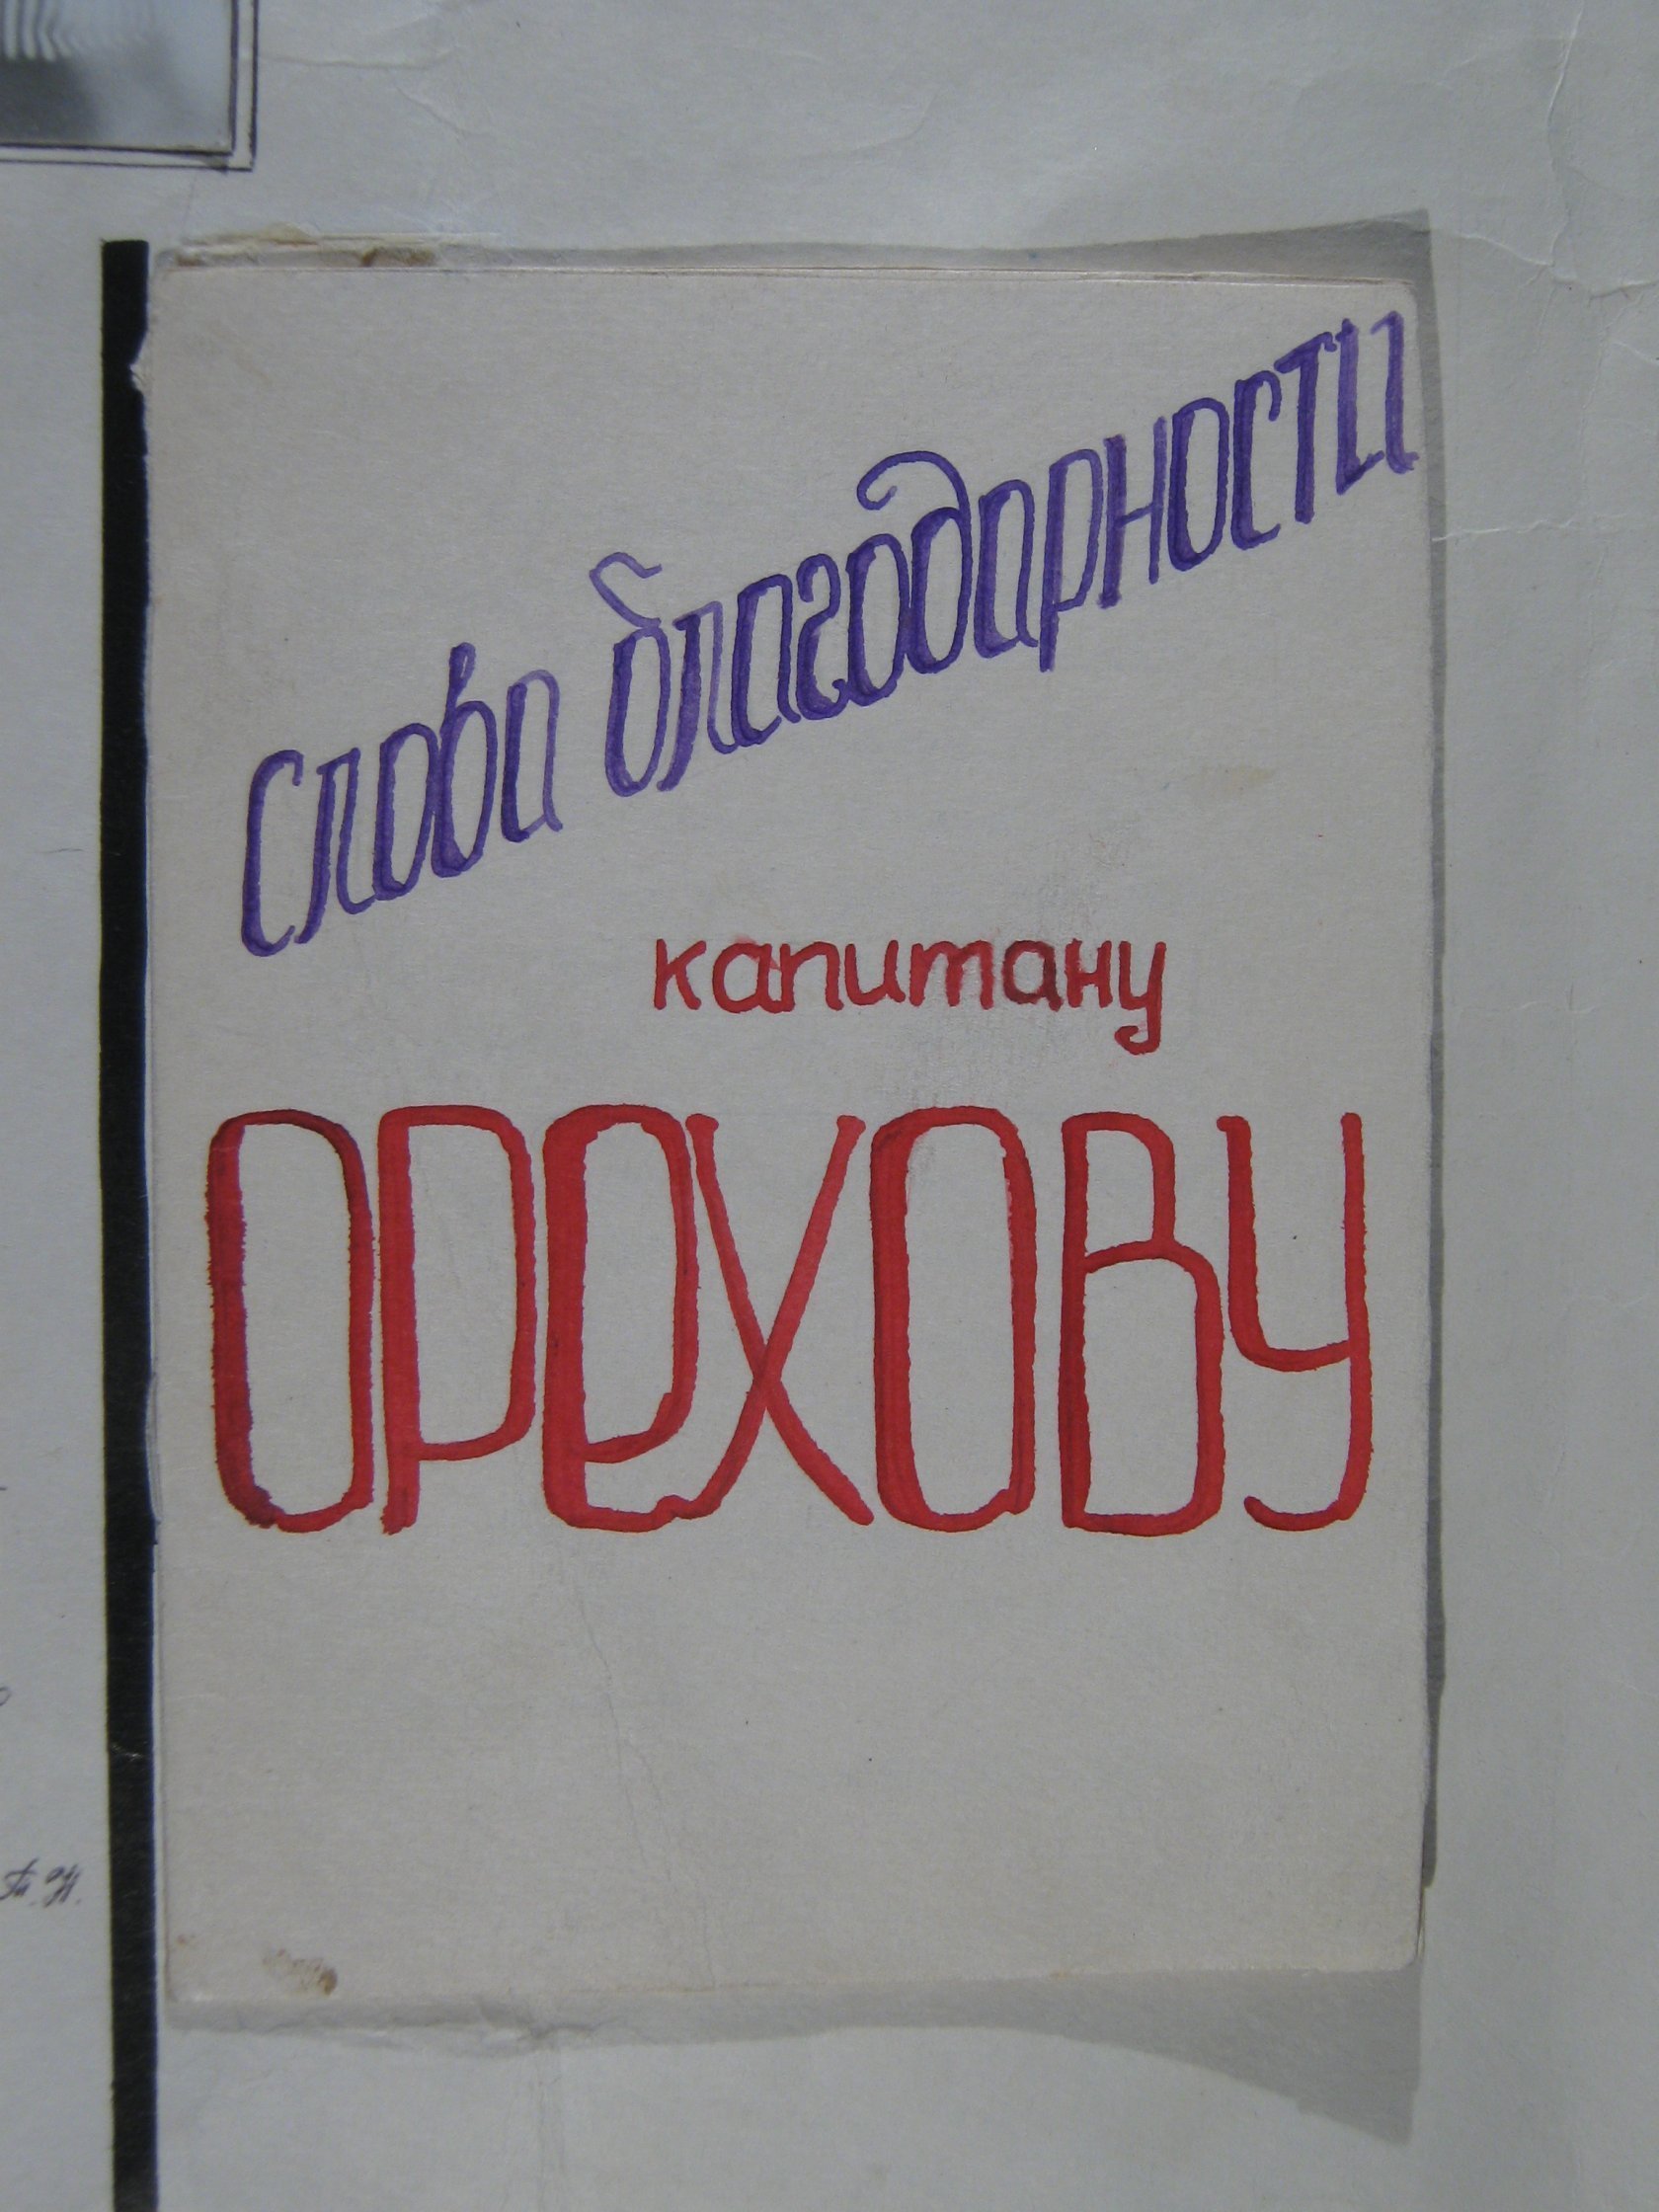 Слова благодарности
капитану
ОРЕХОВУ